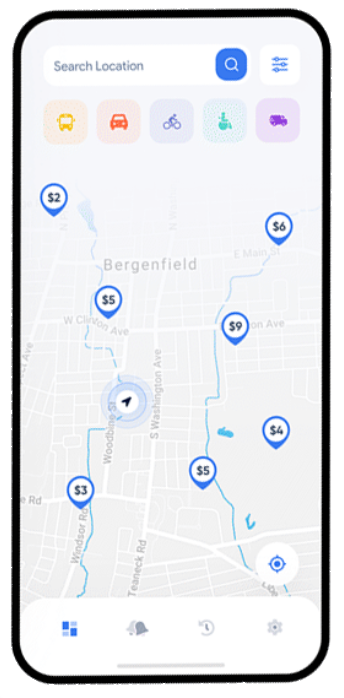 Search Location
$2
$6
E Main St
Bergenfield
$5
W Clinton Ave
$9
on Ave
Woodbine St
S Washington Ave
$4
$5
$3
e Rd
Windsor Rd
Teaneck Rd